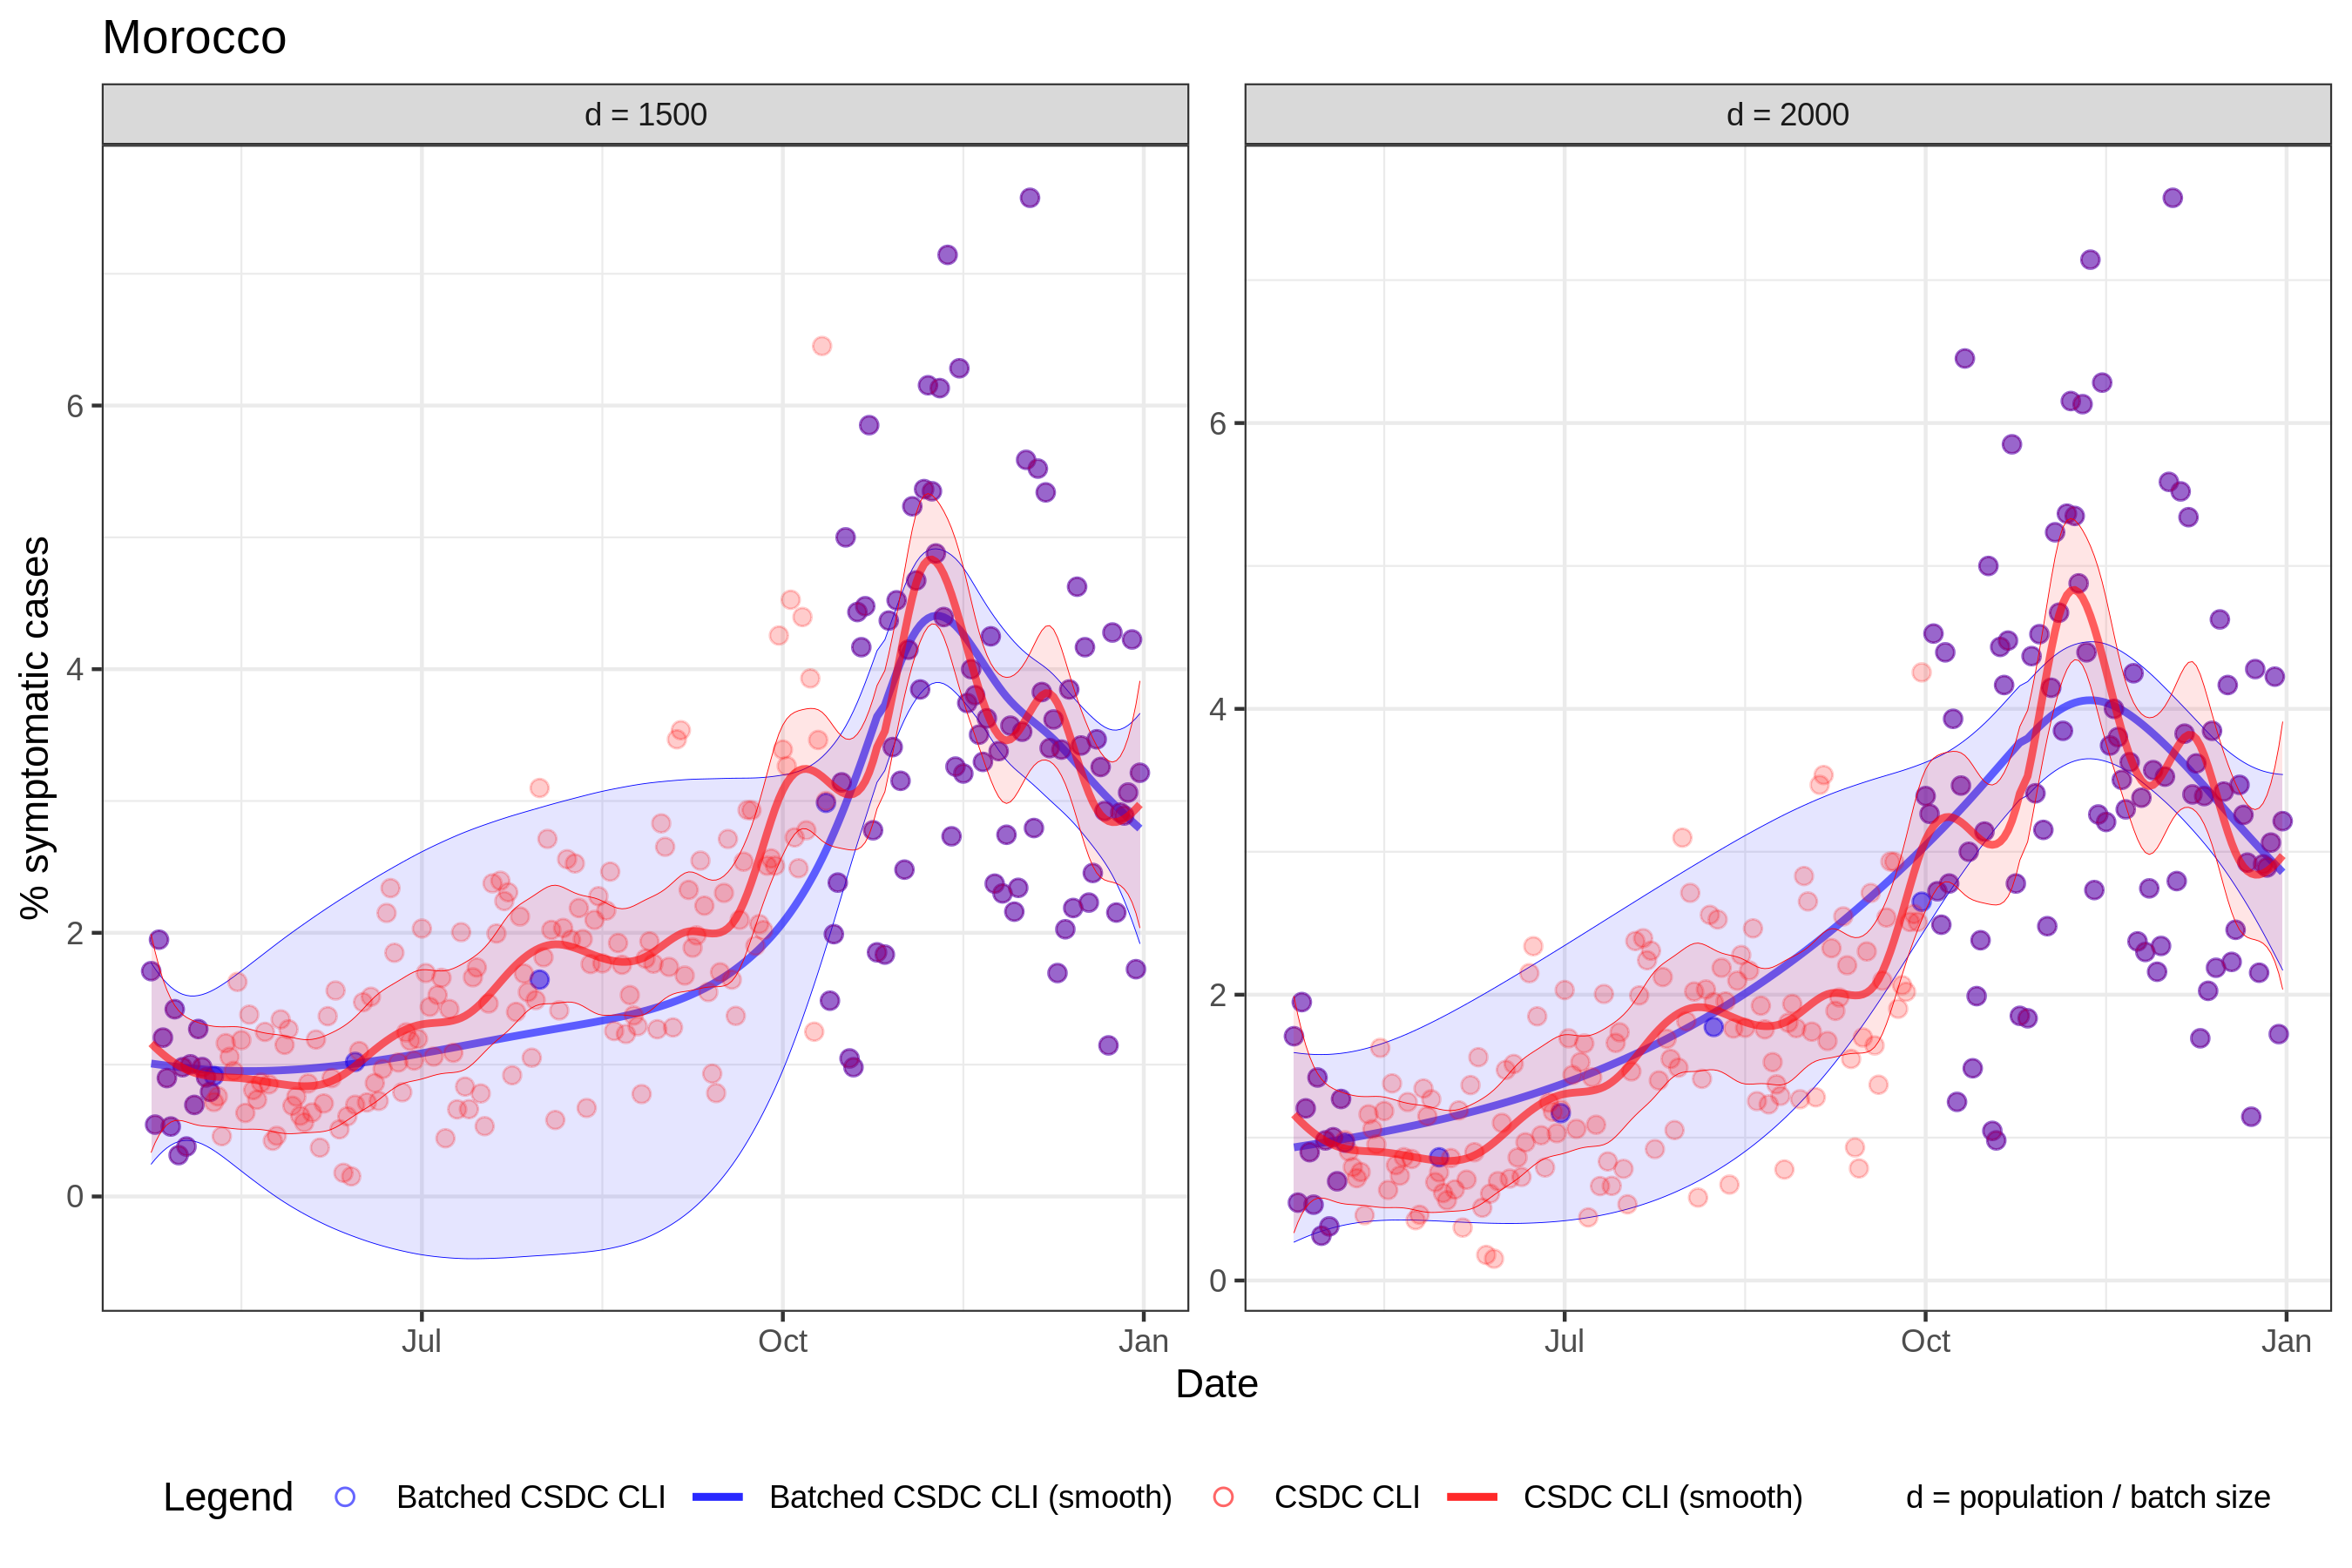 Morocco
d = 1500
d = 2000
% symptomatic cases
6
4
2
0
6
4
2
0
Jul
Oct
Jan
Jul
Oct
Jan
Date
Legend
Batched CSDC CLI
Batched CSDC CLI (smooth)
CSDC CLI
CSDC CLI (smooth)
d = population / batch size